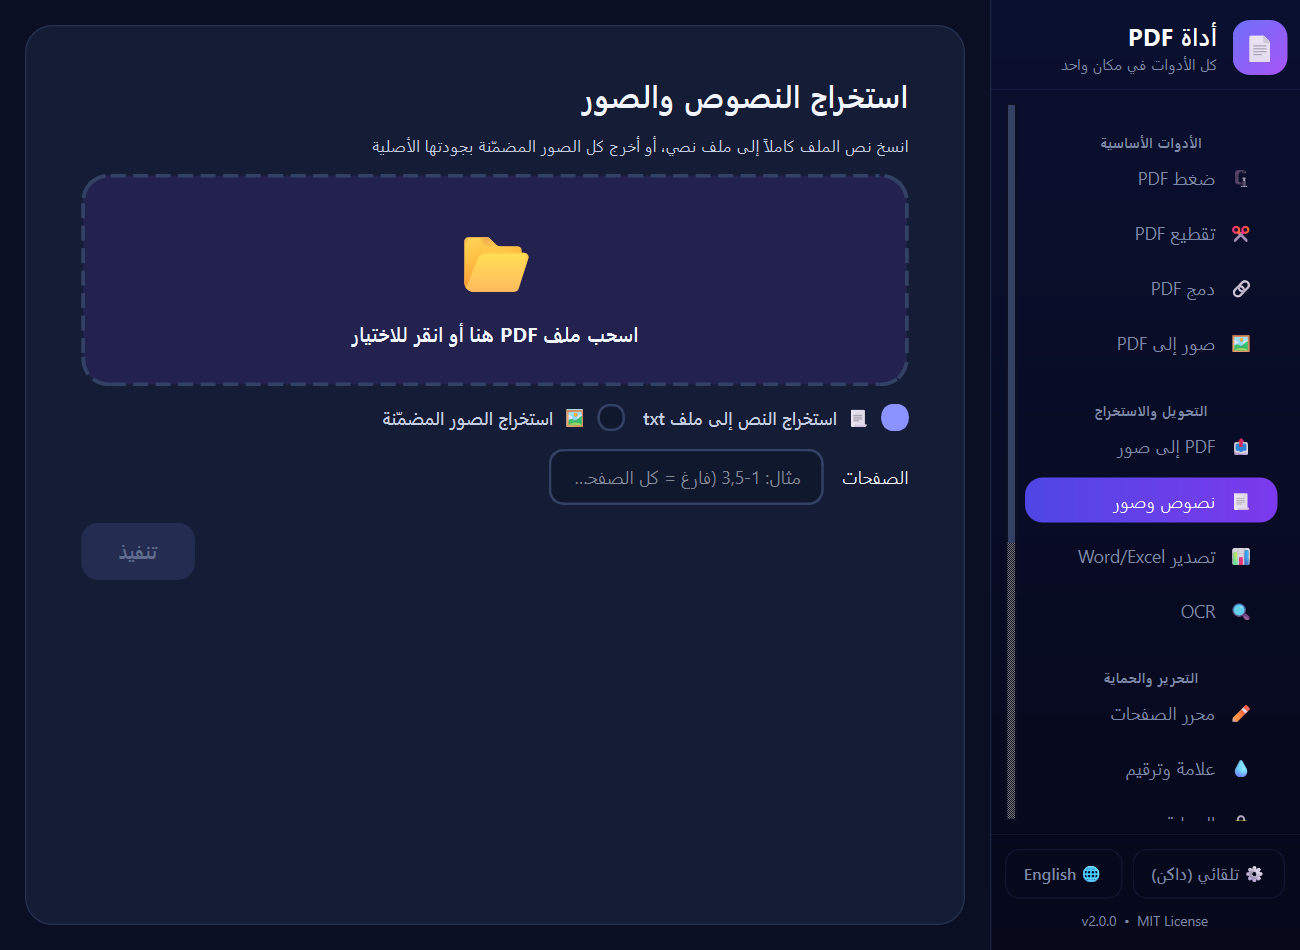 أداة PDF
كل الأدوات في مكان واحد
الأدوات الأساسية
ضغط PDF
تقطيع PDF
دمج PDF
صور إلى PDF
التحويل والاستخراج
PDF إلى صور
نصوص وصور
تصدير Word/Excel
OCR
التحرير والحماية
محرر الصفحات
علامة وترقيم
تلقائي (داكن)
English
v2.0.0 • MIT License
استخراج النصوص والصور
انسخ نص الملف كاملاً إلى ملف نصي، أو أخرج كل الصور المضمّنة بجودتها الأصلية
اسحب ملف PDF هنا أو انقر للاختيار
استخراج النص إلى ملف txt
استخراج الصور المضمّنة
الصفحات
مثال: 1-3,5 (فارغ = كل الصفحـ...
تنفيذ